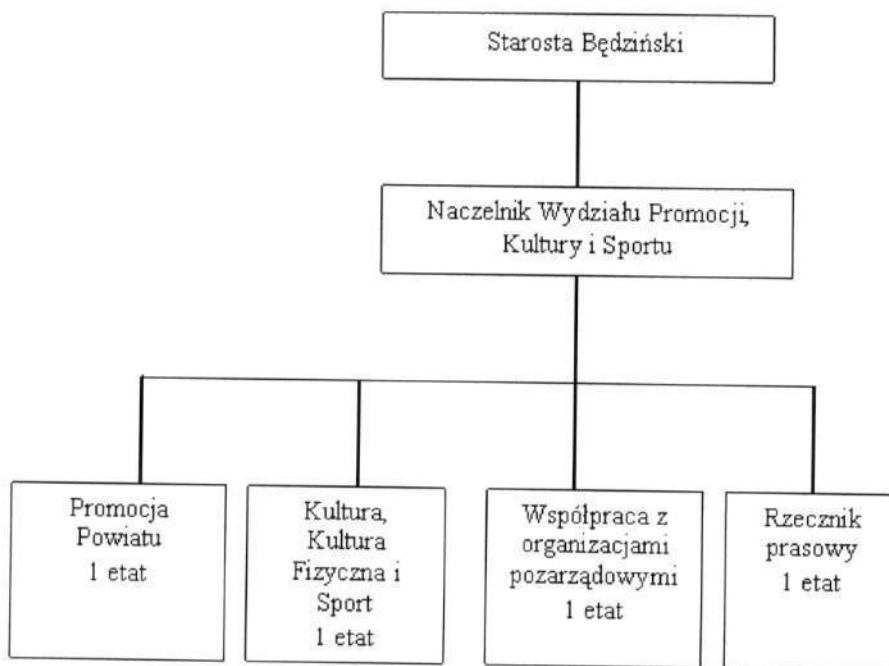 Starosta Będziński
Naczelnik Wydziału Promocji,
Kultury i Sportu
Promocja
Powiatu
1 etat
Kultura,
Kultura
Fizyczna i
Sport
1 etat
Współpraca z
organizacjami
pozarządowymi
1 etat
Rzecznik
prasowy
1 etat